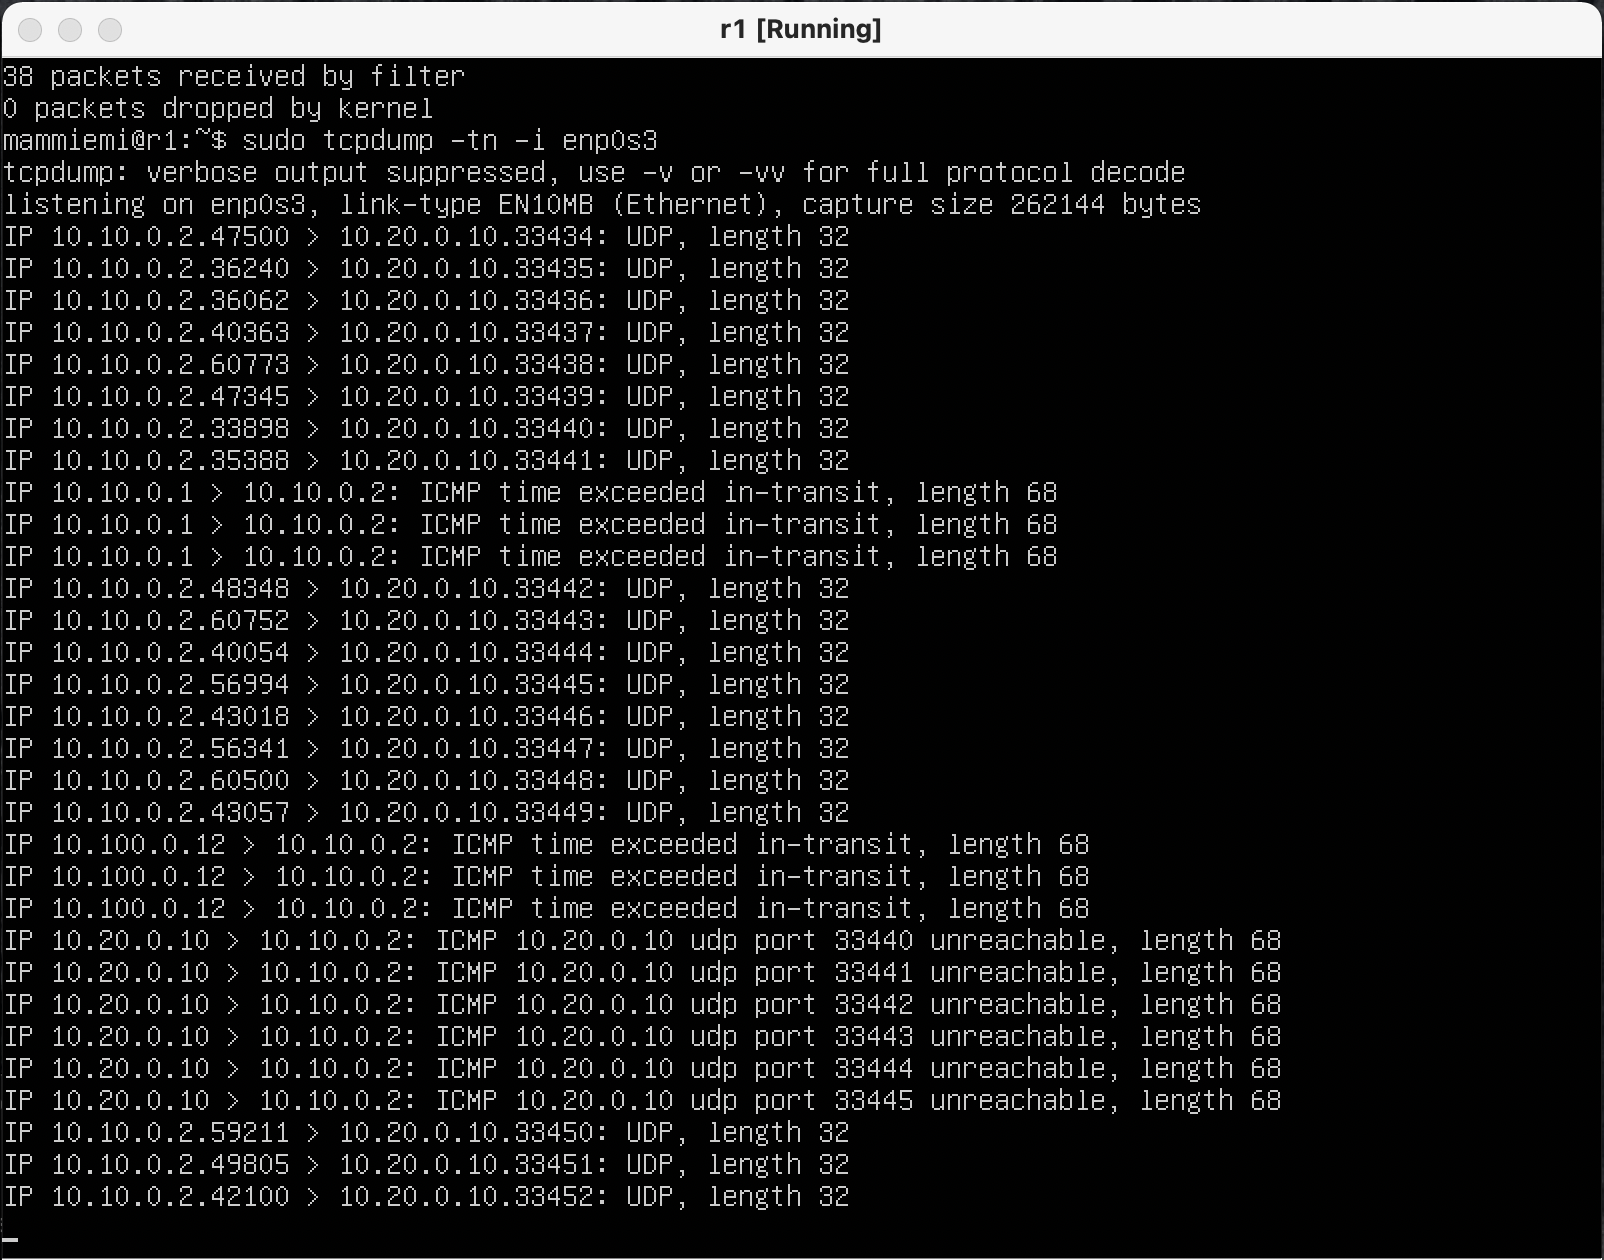 r1 [Running]
38 packets received by filter
0 packets dropped by kernel
mammiemi@r1:~$ sudo tcpdump -tn -i enp0s3
tcpdump: verbose output suppressed, use -v or -vv for full protocol decode
listening on enp0s3, link-type EN10MB (Ethernet), capture size 262144 bytes
IP 10.10.0.2.47500 > 10.20.0.10.33434: UDP, length 32
IP 10.10.0.2.36240 > 10.20.0.10.33435: UDP, length 32
IP 10.10.0.2.36062 > 10.20.0.10.33436: UDP, length 32
IP 10.10.0.2.40363 > 10.20.0.10.33437: UDP, length 32
IP 10.10.0.2.60773 > 10.20.0.10.33438: UDP, length 32
IP 10.10.0.2.47345 > 10.20.0.10.33439: UDP, length 32
IP 10.10.0.2.33898 > 10.20.0.10.33440: UDP, length 32
IP 10.10.0.2.35388 > 10.20.0.10.33441: UDP, length 32
IP 10.10.0.1 > 10.10.0.2: ICMP time exceeded in-transit, length 68
IP 10.10.0.1 > 10.10.0.2: ICMP time exceeded in-transit, length 68
IP 10.10.0.1 > 10.10.0.2: ICMP time exceeded in-transit, length 68
IP 10.10.0.2.48348 > 10.20.0.10.33442: UDP, length 32
IP 10.10.0.2.60752 > 10.20.0.10.33443: UDP, length 32
IP 10.10.0.2.40054 > 10.20.0.10.33444: UDP, length 32
IP 10.10.0.2.56994 > 10.20.0.10.33445: UDP, length 32
IP 10.10.0.2.43018 > 10.20.0.10.33446: UDP, length 32
IP 10.10.0.2.56341 > 10.20.0.10.33447: UDP, length 32
IP 10.10.0.2.60500 > 10.20.0.10.33448: UDP, length 32
IP 10.10.0.2.43057 > 10.20.0.10.33449: UDP, length 32
IP 10.100.0.12 > 10.10.0.2: ICMP time exceeded in-transit, length 68
IP 10.100.0.12 > 10.10.0.2: ICMP time exceeded in-transit, length 68
IP 10.100.0.12 > 10.10.0.2: ICMP time exceeded in-transit, length 68
IP 10.20.0.10 > 10.10.0.2: ICMP 10.20.0.10 udp port 33440 unreachable, length 68
IP 10.20.0.10 > 10.10.0.2: ICMP 10.20.0.10 udp port 33441 unreachable, length 68
IP 10.20.0.10 > 10.10.0.2: ICMP 10.20.0.10 udp port 33442 unreachable, length 68
IP 10.20.0.10 > 10.10.0.2: ICMP 10.20.0.10 udp port 33443 unreachable, length 68
IP 10.20.0.10 > 10.10.0.2: ICMP 10.20.0.10 udp port 33444 unreachable, length 68
IP 10.20.0.10 > 10.10.0.2: ICMP 10.20.0.10 udp port 33445 unreachable, length 68
IP 10.10.0.2.59211 > 10.20.0.10.33450: UDP, length 32
IP 10.10.0.2.49805 > 10.20.0.10.33451: UDP, length 32
IP 10.10.0.2.42100 > 10.20.0.10.33452: UDP, length 32